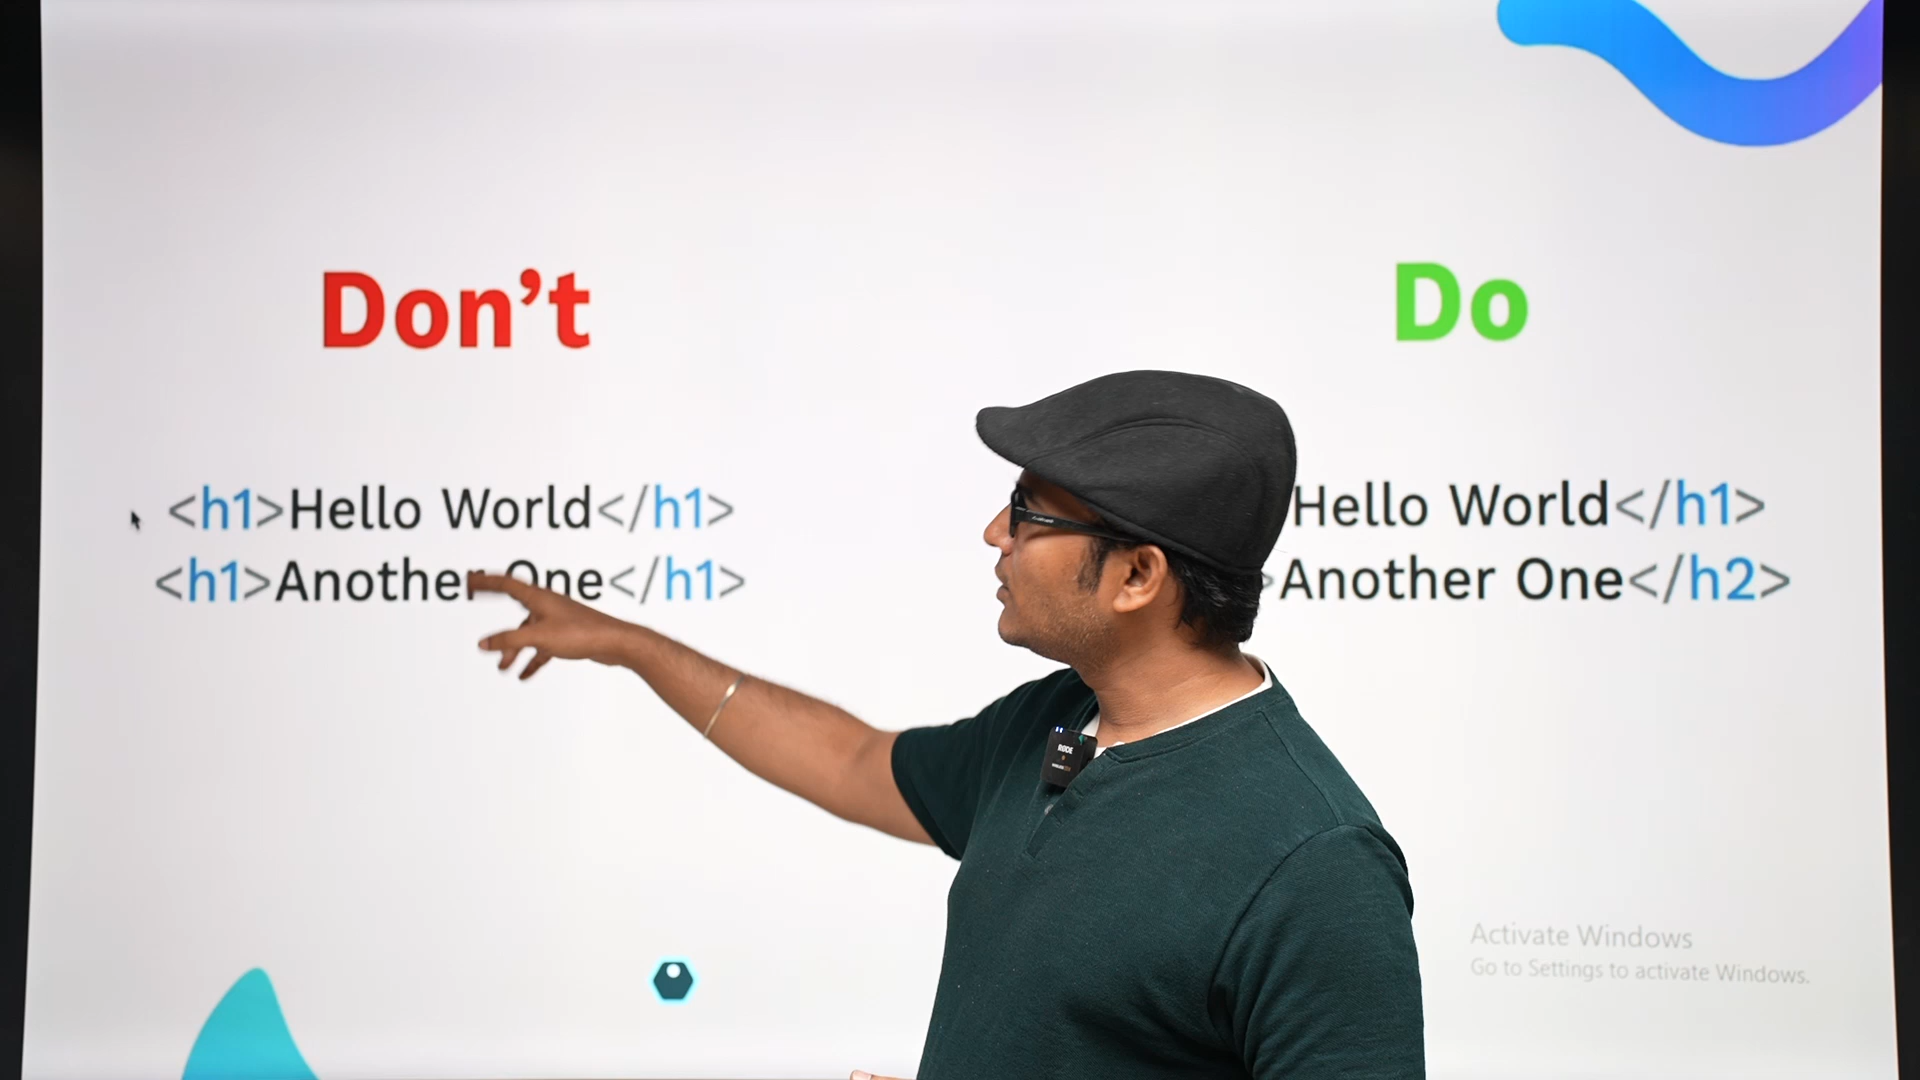 Don’t
Do
<h1>Hello World</h1>
<h1>Another One</h1>
Hello World</h1>
>Another One</h2>
RØDE
Activate Windows
Go to Settings to activate Windows.